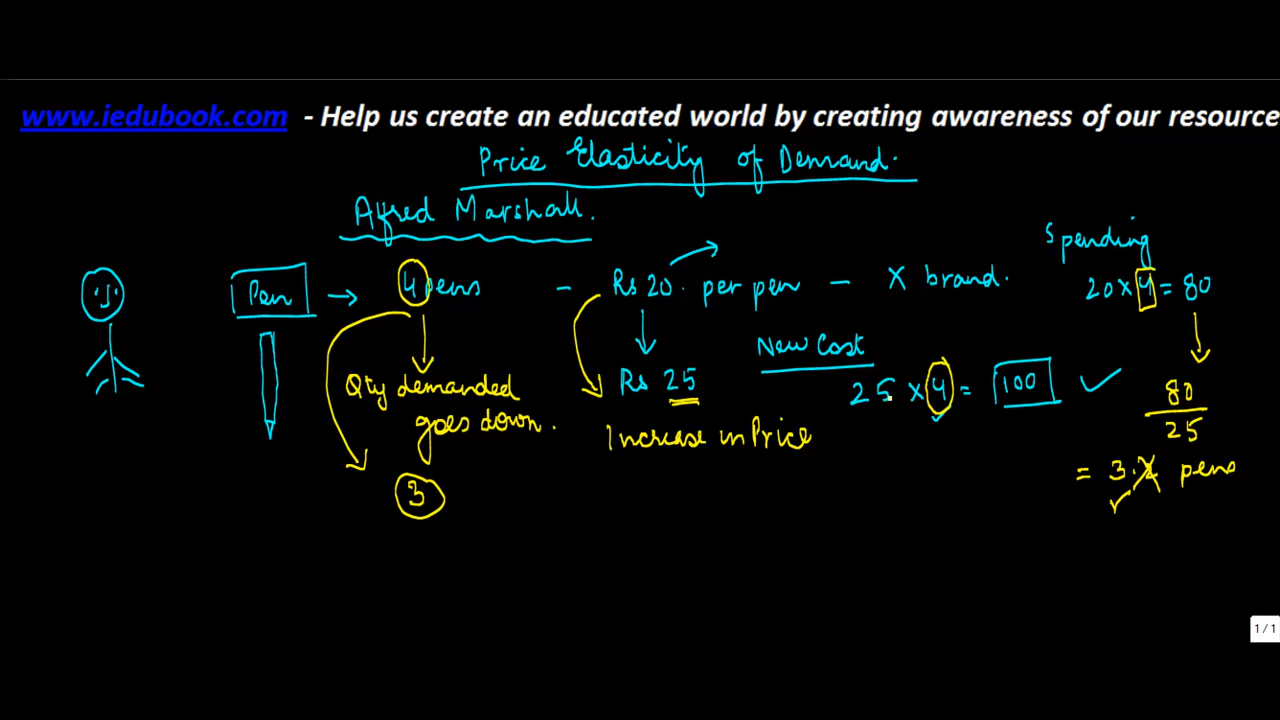 www.iedubook.com - Help us create an educated world by creating awareness of our resource
Price Elasticity of Demand.
Alfred Marshall.
Spending
Pen → 4 pens - Rs 20. per pen - X brand. 20 x 4 = 80
New Cost
Qty demanded Rs 25 25 x 4 = 100 ✓ 80
goes down. 25
Increase in Price
= 3.2 pens
3
1/1